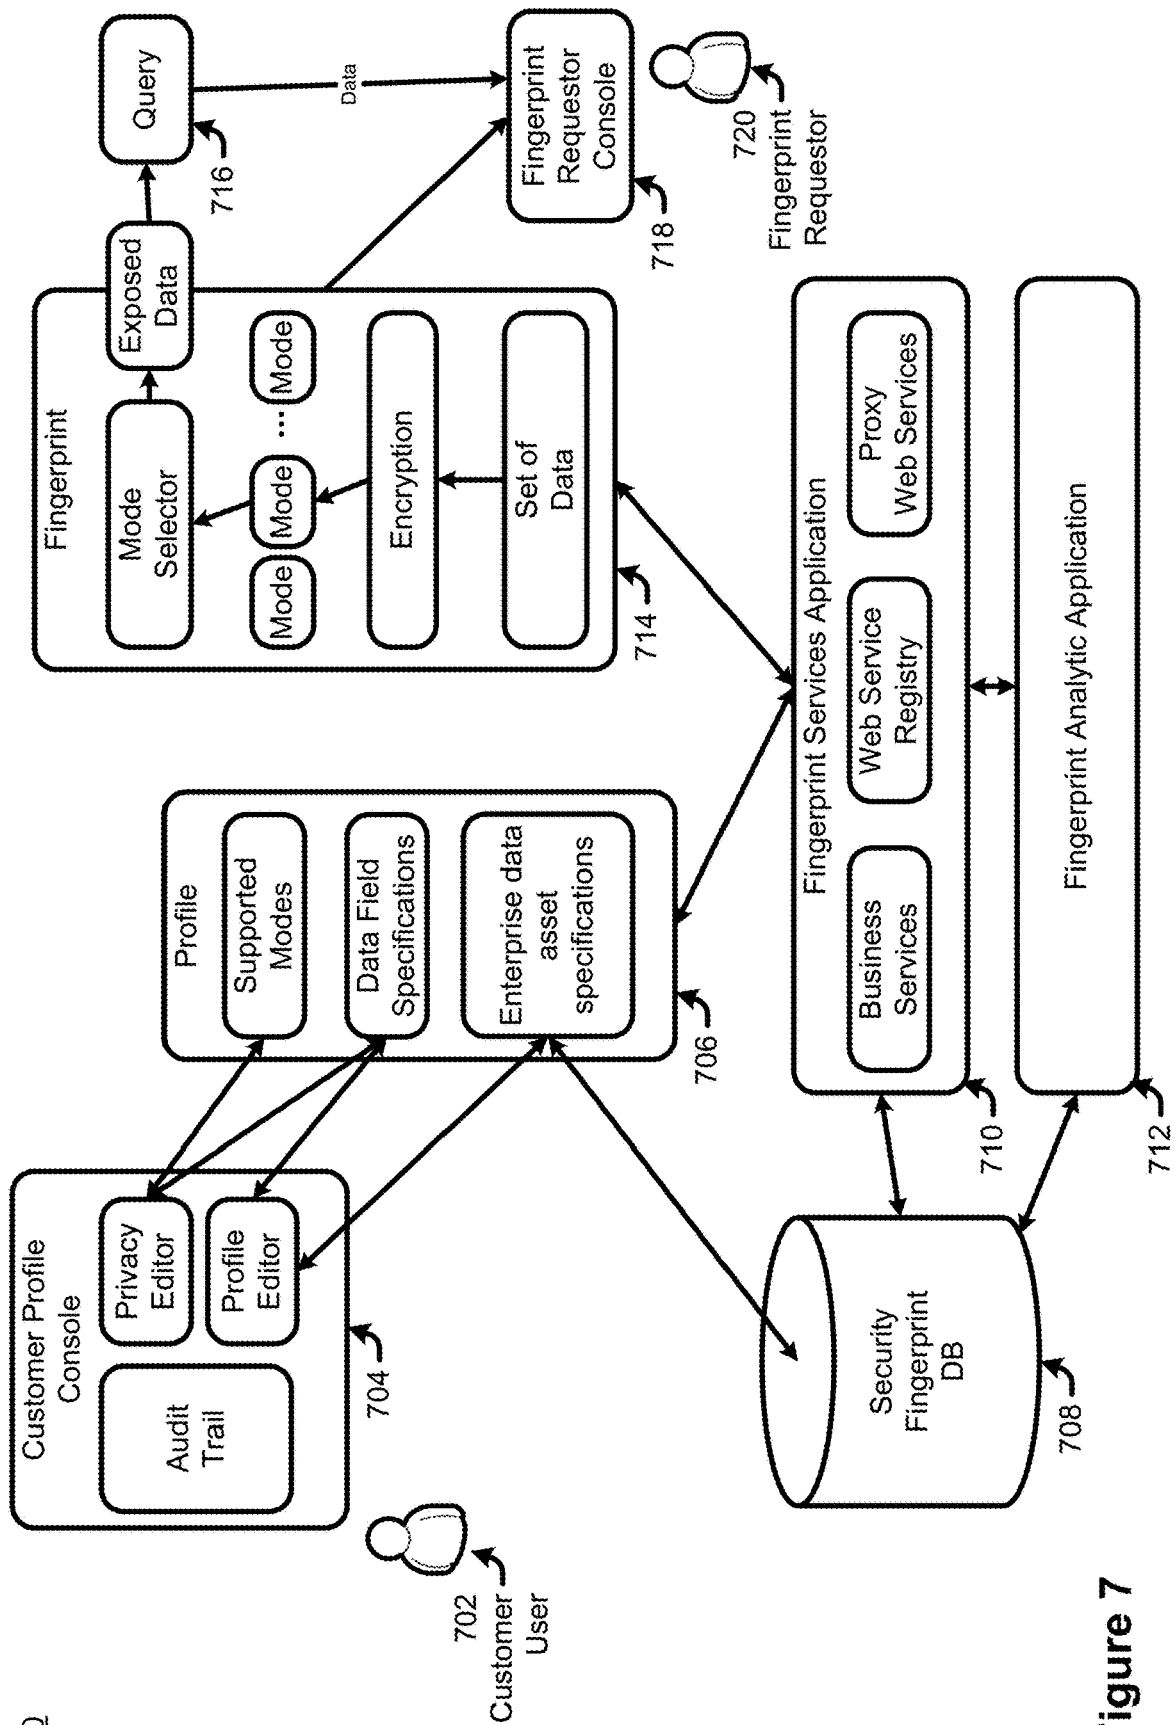 Customer Profile
Console
Audit
Trail
Privacy
Editor
Profile
Editor
704
702
Customer
User
Profile
Supported
Modes
Data Field
Specifications
Enterprise data
asset
specifications
706
Fingerprint
Mode
Selector
Mode
Mode
...
Mode
Encryption
Set of
Data
714
Exposed
Data
Query
716
Data
Fingerprint
Requestor
Console
718
720
Fingerprint
Requestor
Security
Fingerprint
DB
708
Fingerprint Services Application
Business
Services
Web Service
Registry
Proxy
Web Services
710
Fingerprint Analytic Application
712
igure 7